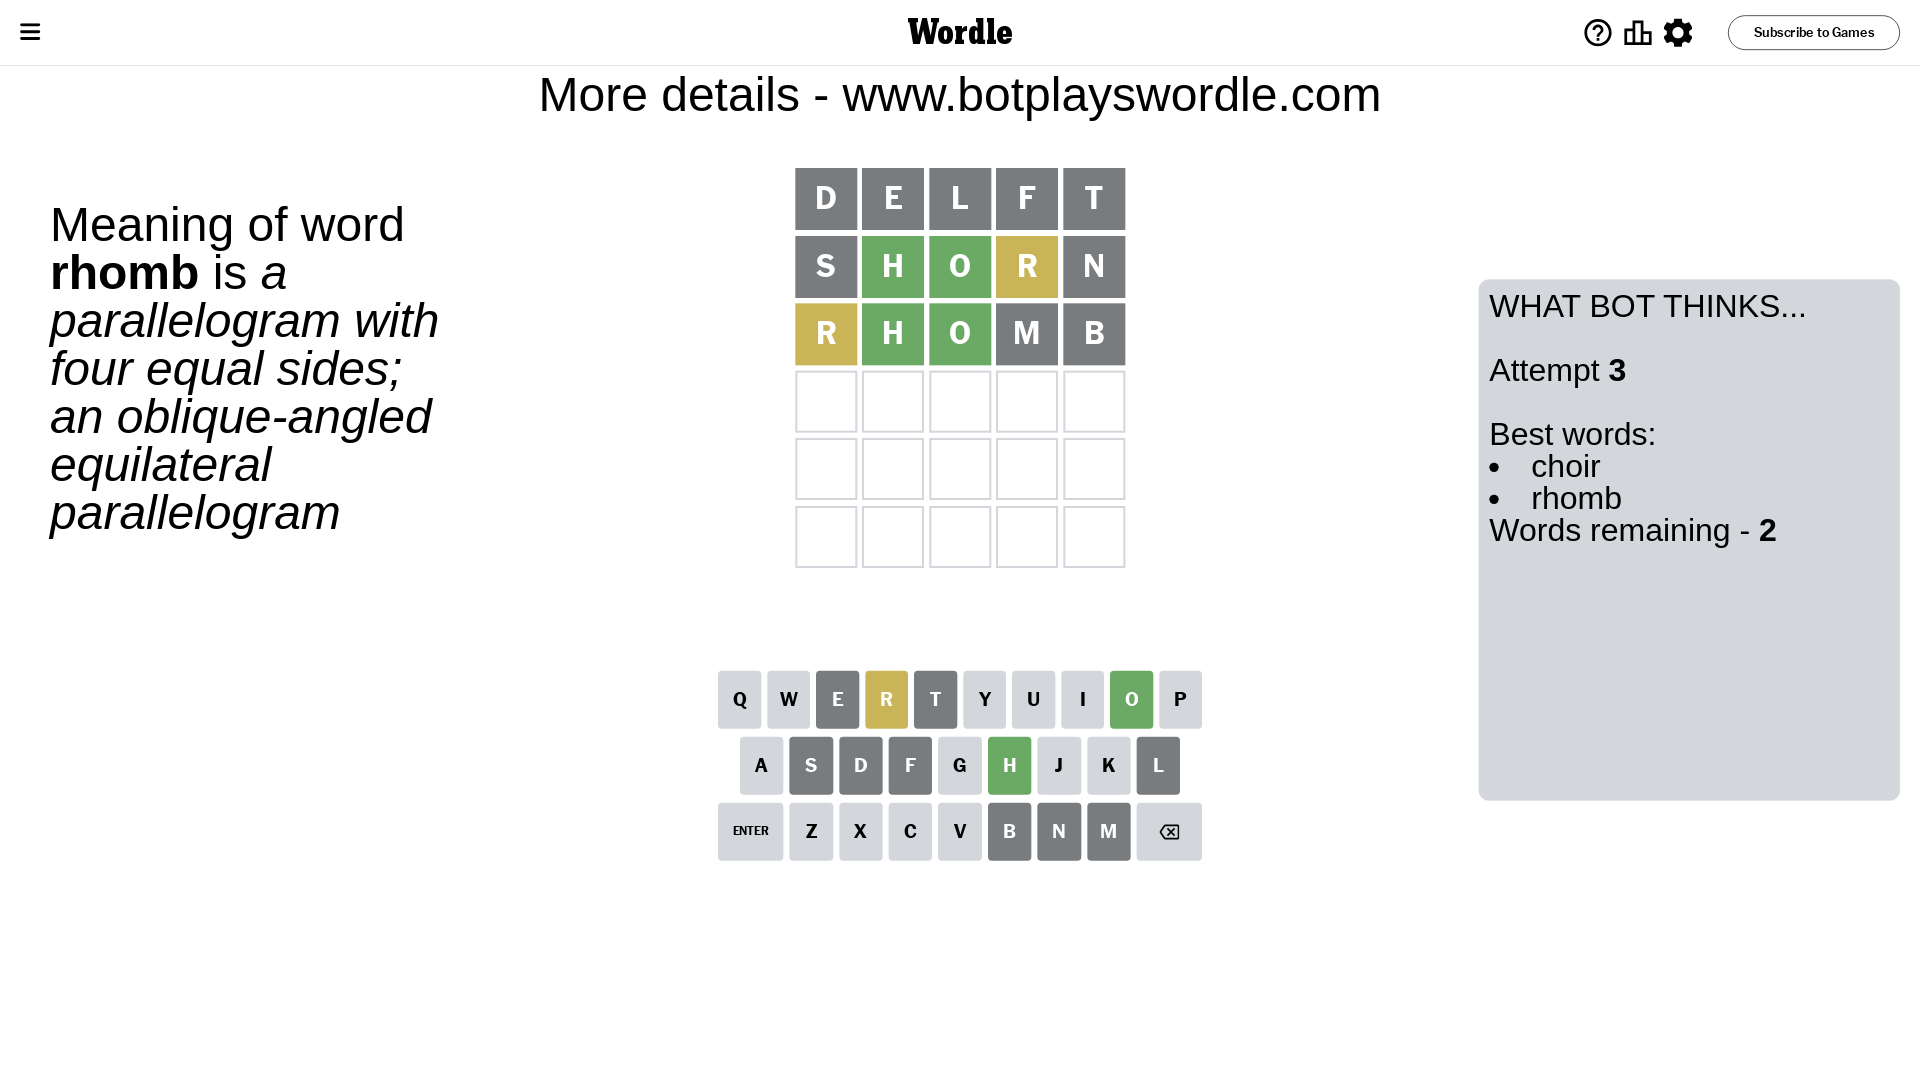 Wordle
Subscribe to Games
More details - www.botplayswordle.com
Meaning of word
rhomb is a
parallelogram with
four equal sides;
an oblique-angled
equilateral
parallelogram
D E L F T
S H O R N
R H O M B
WHAT BOT THINKS...
Attempt 3
Best words:
• choir
• rhomb
Words remaining - 2
Q W E R T Y U I O P
A S D F G H J K L
ENTER Z X C V B N M